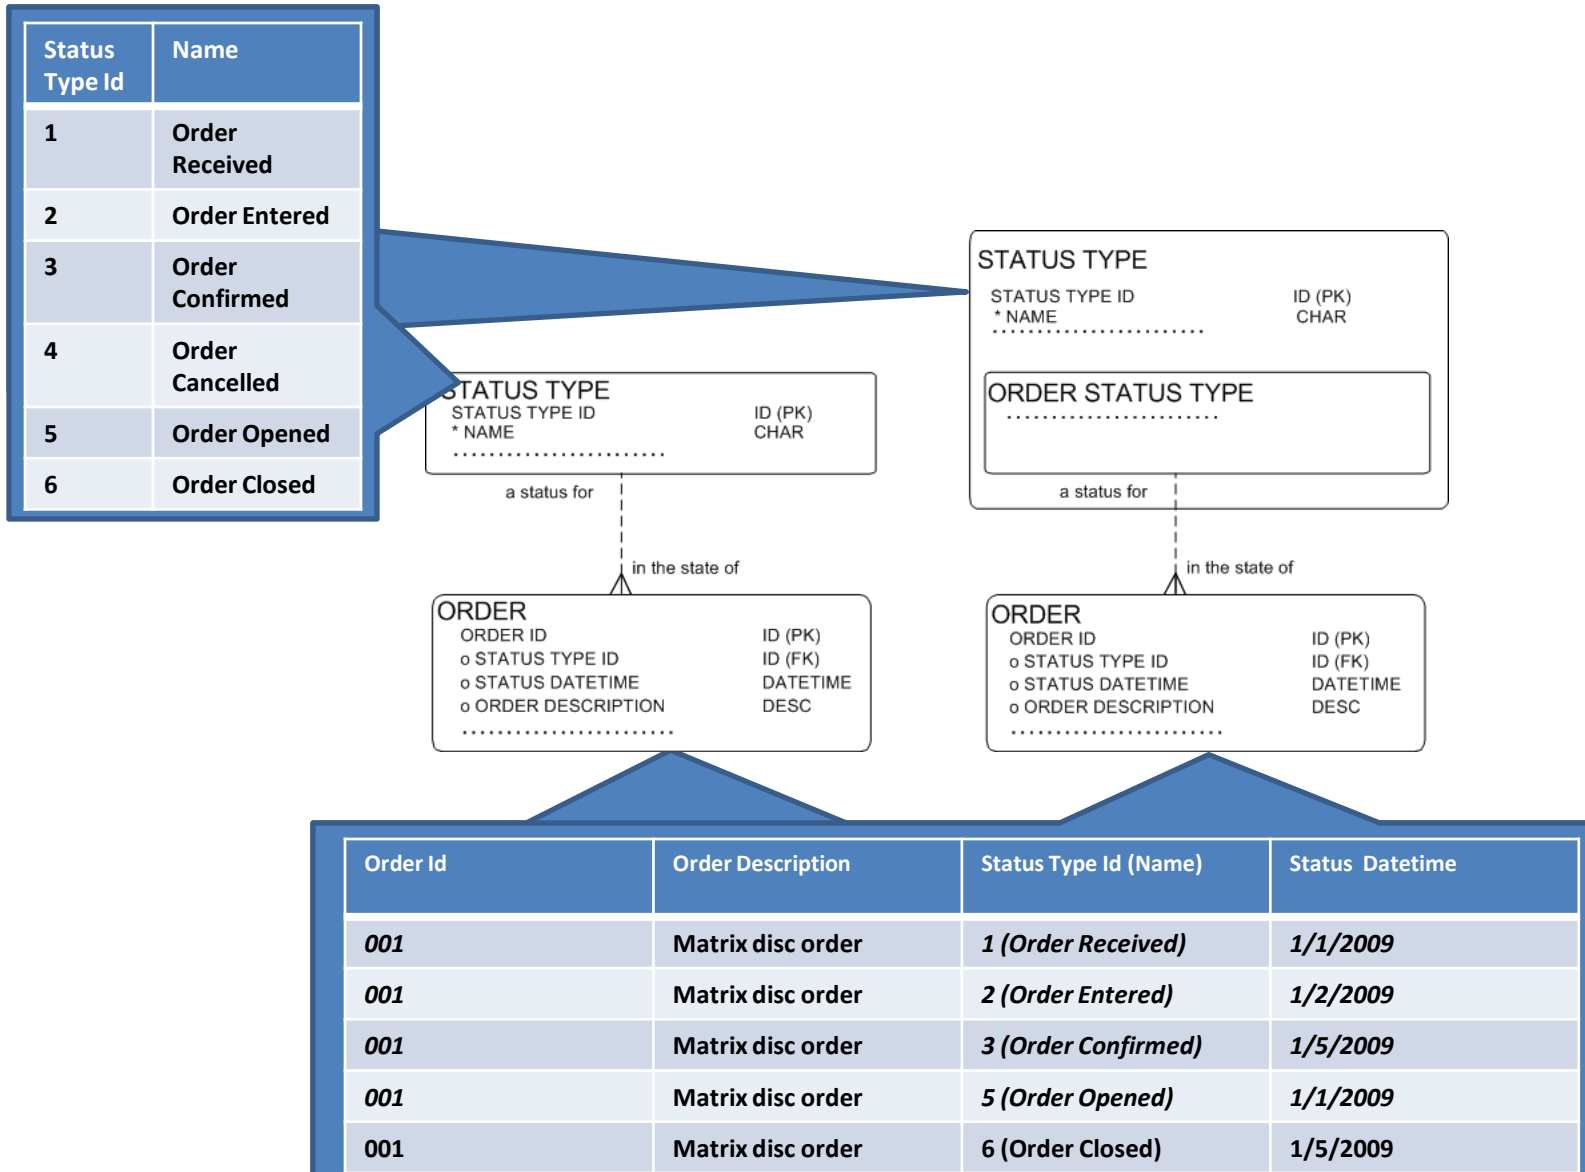 Status Type Id Name
1 Order Received
2 Order Entered
3 Order Confirmed
4 Order Cancelled
5 Order Opened
6 Order Closed
STATUS TYPE
STATUS TYPE ID ID (PK)
* NAME CHAR
ORDER STATUS TYPE
a status for
in the state of
ORDER
ORDER ID ID (PK)
o STATUS TYPE ID ID (FK)
o STATUS DATETIME DATETIME
o ORDER DESCRIPTION DESC
STATUS TYPE
STATUS TYPE ID ID (PK)
* NAME CHAR
a status for
in the state of
ORDER
ORDER ID ID (PK)
o STATUS TYPE ID ID (FK)
o STATUS DATETIME DATETIME
o ORDER DESCRIPTION DESC
Order Id Order Description Status Type Id (Name) Status Datetime
001 Matrix disc order 1 (Order Received) 1/1/2009
001 Matrix disc order 2 (Order Entered) 1/2/2009
001 Matrix disc order 3 (Order Confirmed) 1/5/2009
001 Matrix disc order 5 (Order Opened) 1/1/2009
001 Matrix disc order 6 (Order Closed) 1/5/2009